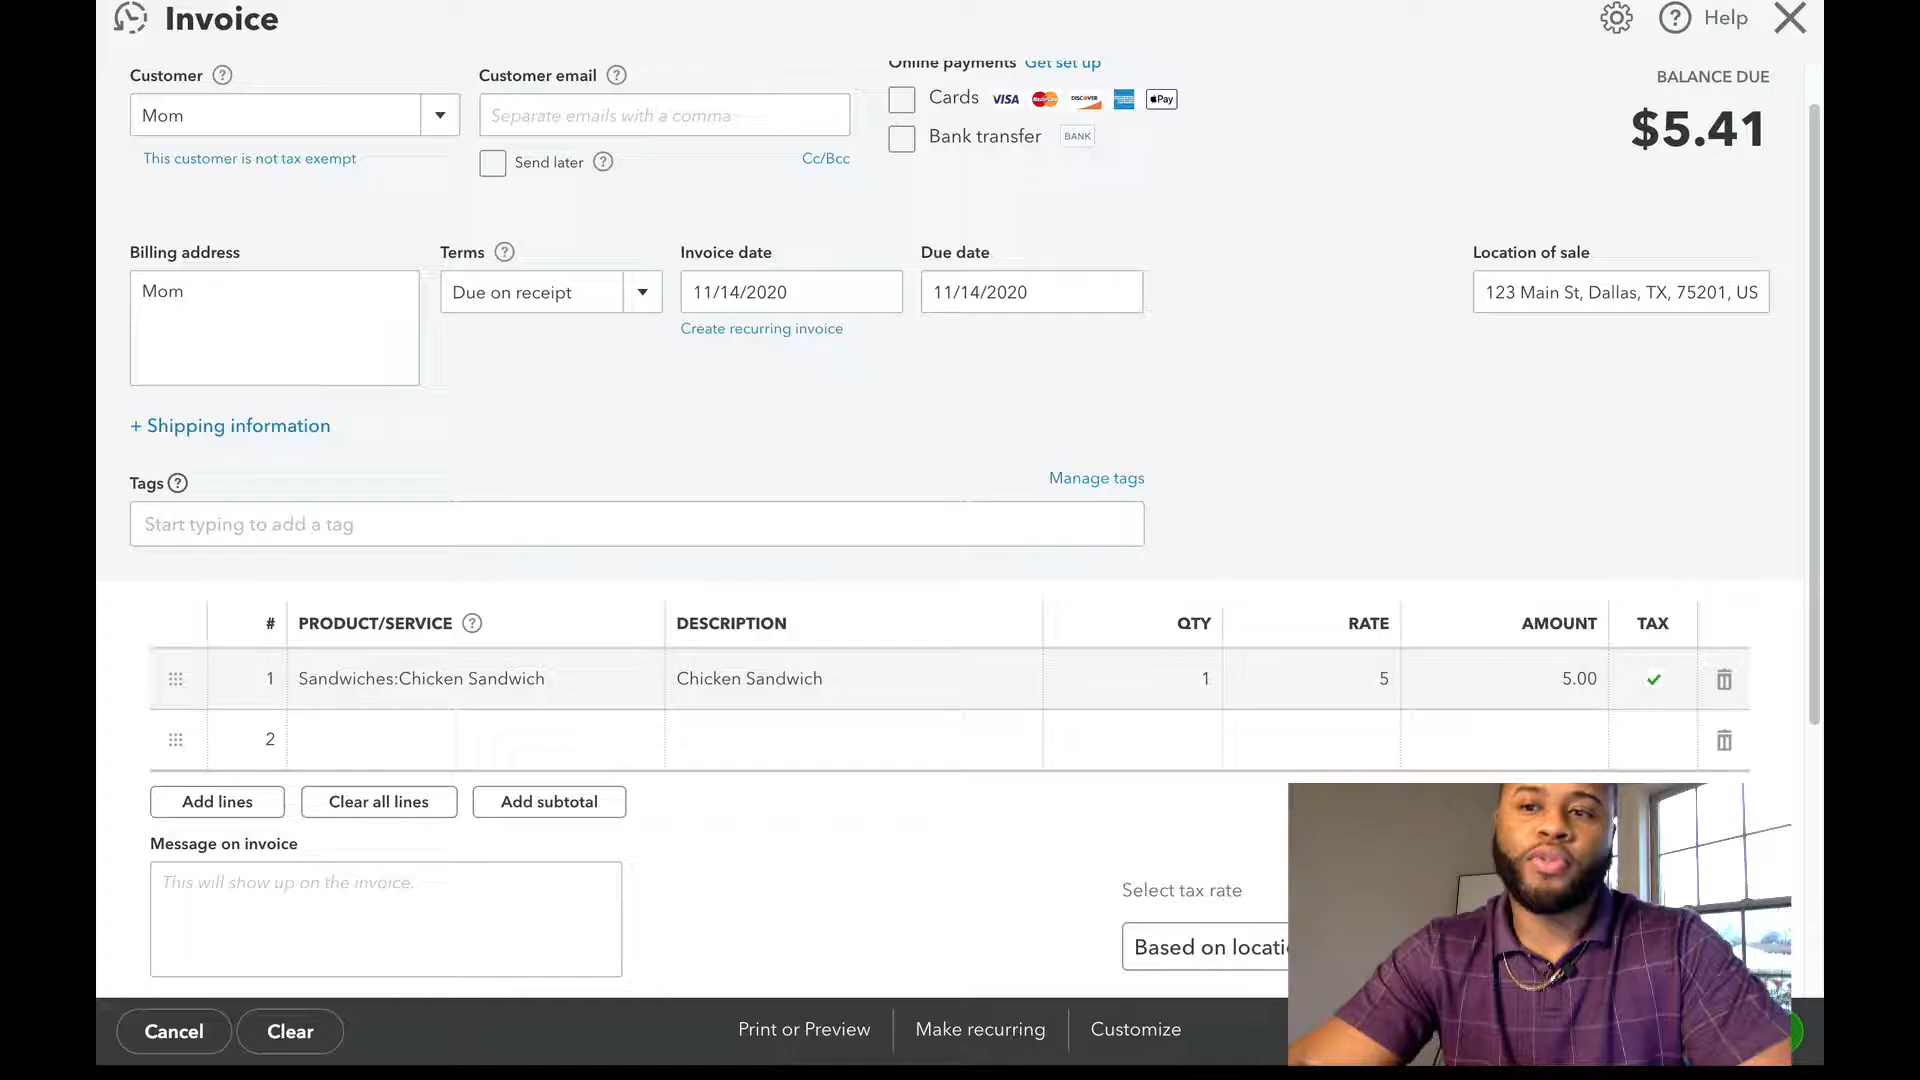 Invoice
Help
Customer
Customer email
Online payments Get set up
BALANCE DUE
Mom
Separate emails with a comma
Cards VISA MasterCard DISCOVER Pay
$5.41
Bank transfer BANK
This customer is not tax exempt
Send later
Cc/Bcc
Billing address
Terms
Invoice date
Due date
Location of sale
Mom
Due on receipt
11/14/2020
11/14/2020
123 Main St, Dallas, TX, 75201, US
Create recurring invoice
+ Shipping information
Tags
Manage tags
Start typing to add a tag
# PRODUCT/SERVICE DESCRIPTION QTY RATE AMOUNT TAX
1 Sandwiches:Chicken Sandwich Chicken Sandwich 1 5 5.00
2
Add lines
Clear all lines
Add subtotal
Message on invoice
This will show up on the invoice.
Select tax rate
Based on locati
Cancel
Clear
Print or Preview
Make recurring
Customize